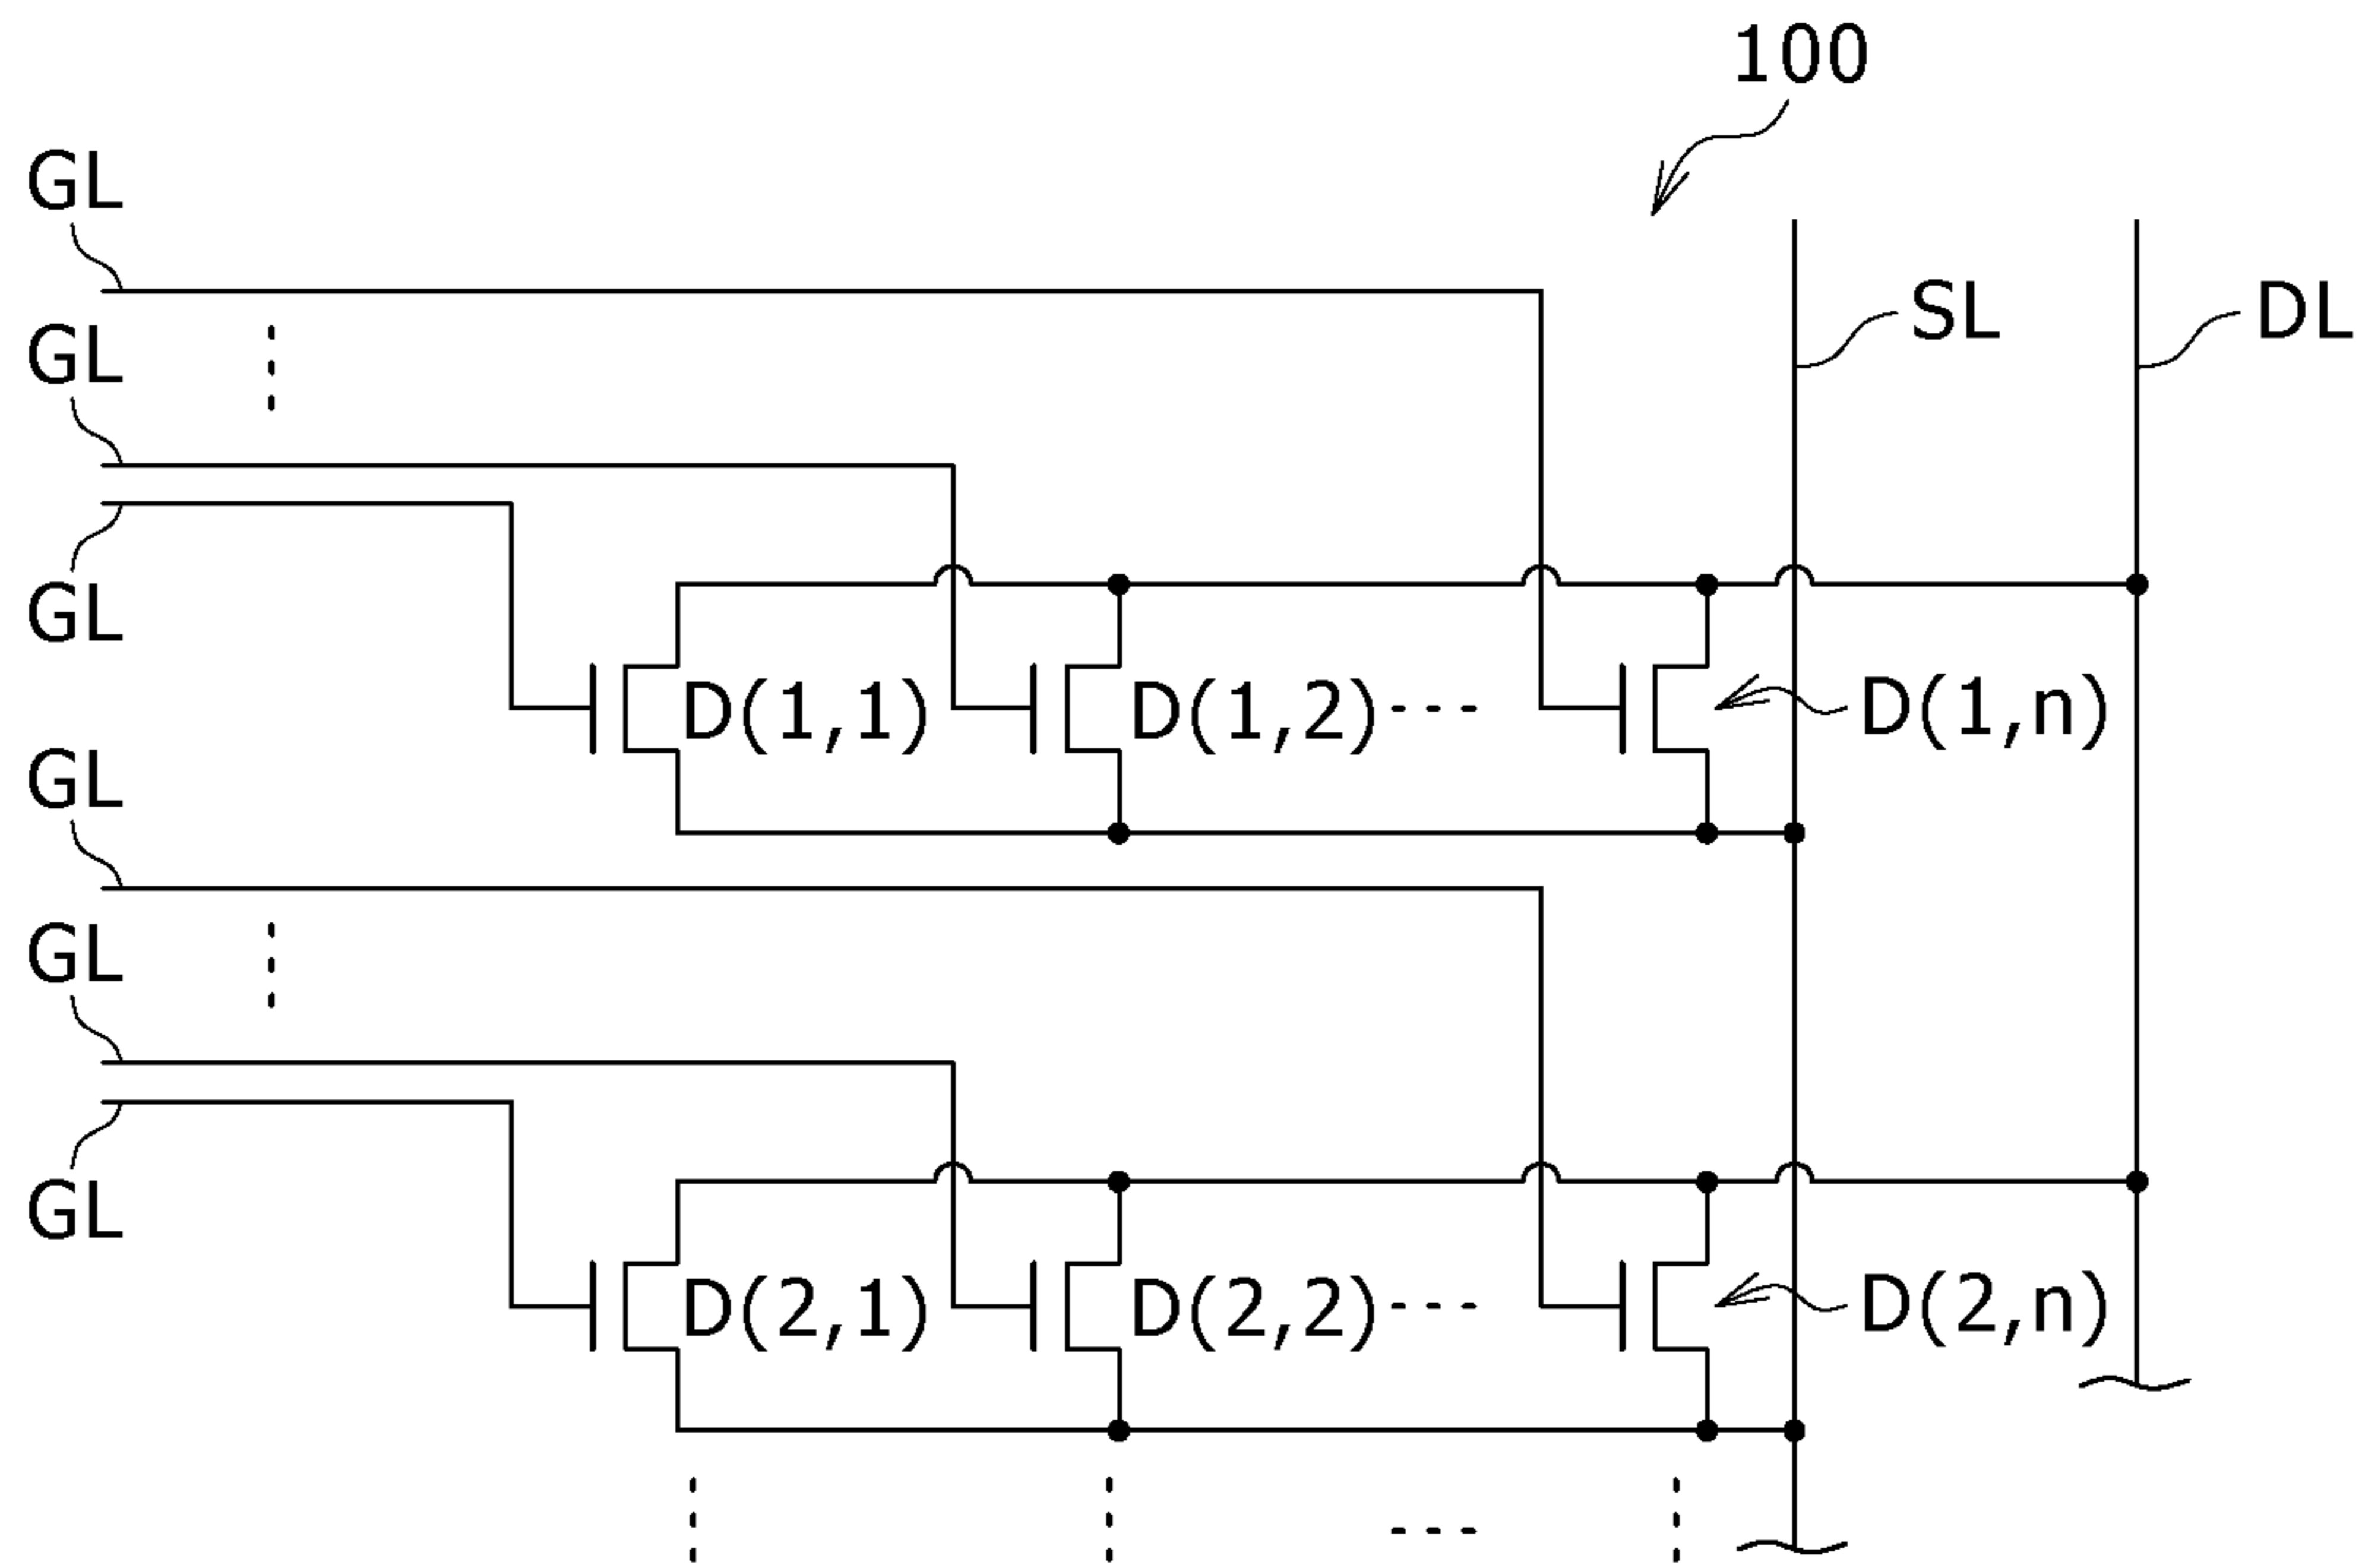 100
GL
GL
SL
DL
GL
D(1,1)
D(1,2)
D(1,n)
GL
GL
GL
D(2,1)
D(2,2)
D(2,n)